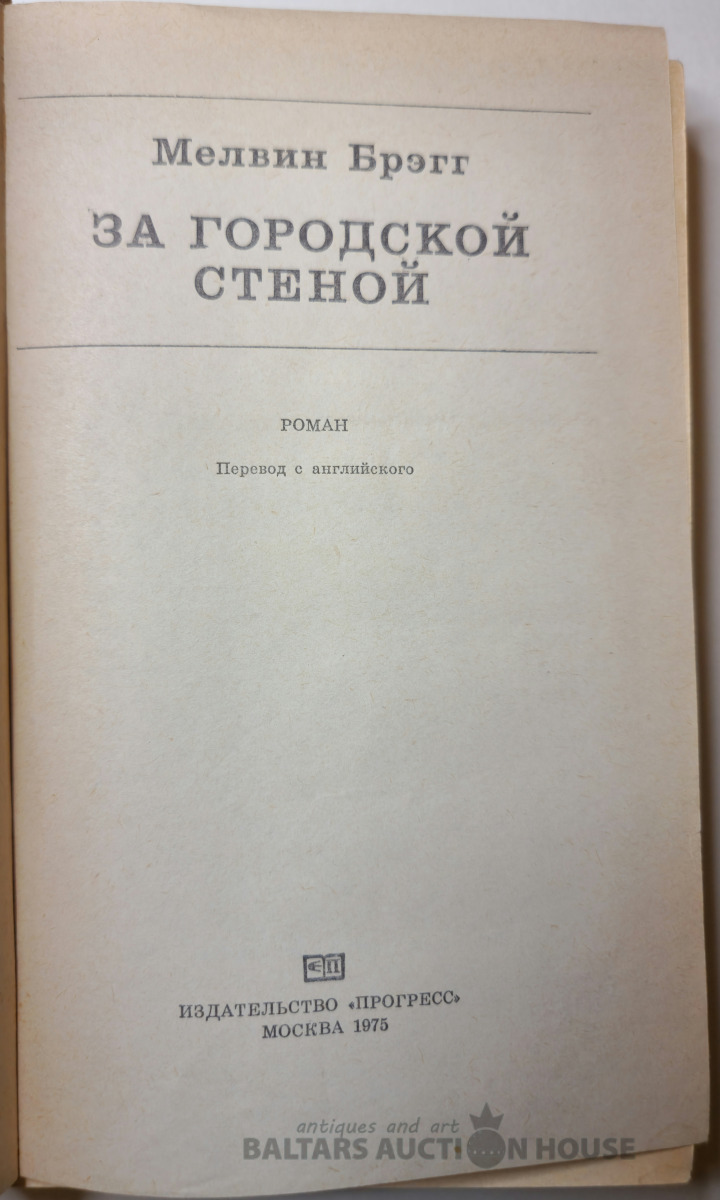 Мелвин Брэгг
ЗА ГОРОДСКОЙ
СТЕНОЙ
РОМАН
Перевод с английского
ИЗДАТЕЛЬСТВО «ПРОГРЕСС»
МОСКВА 1975
antiques and art
BALTARS AUCTION HOUSE